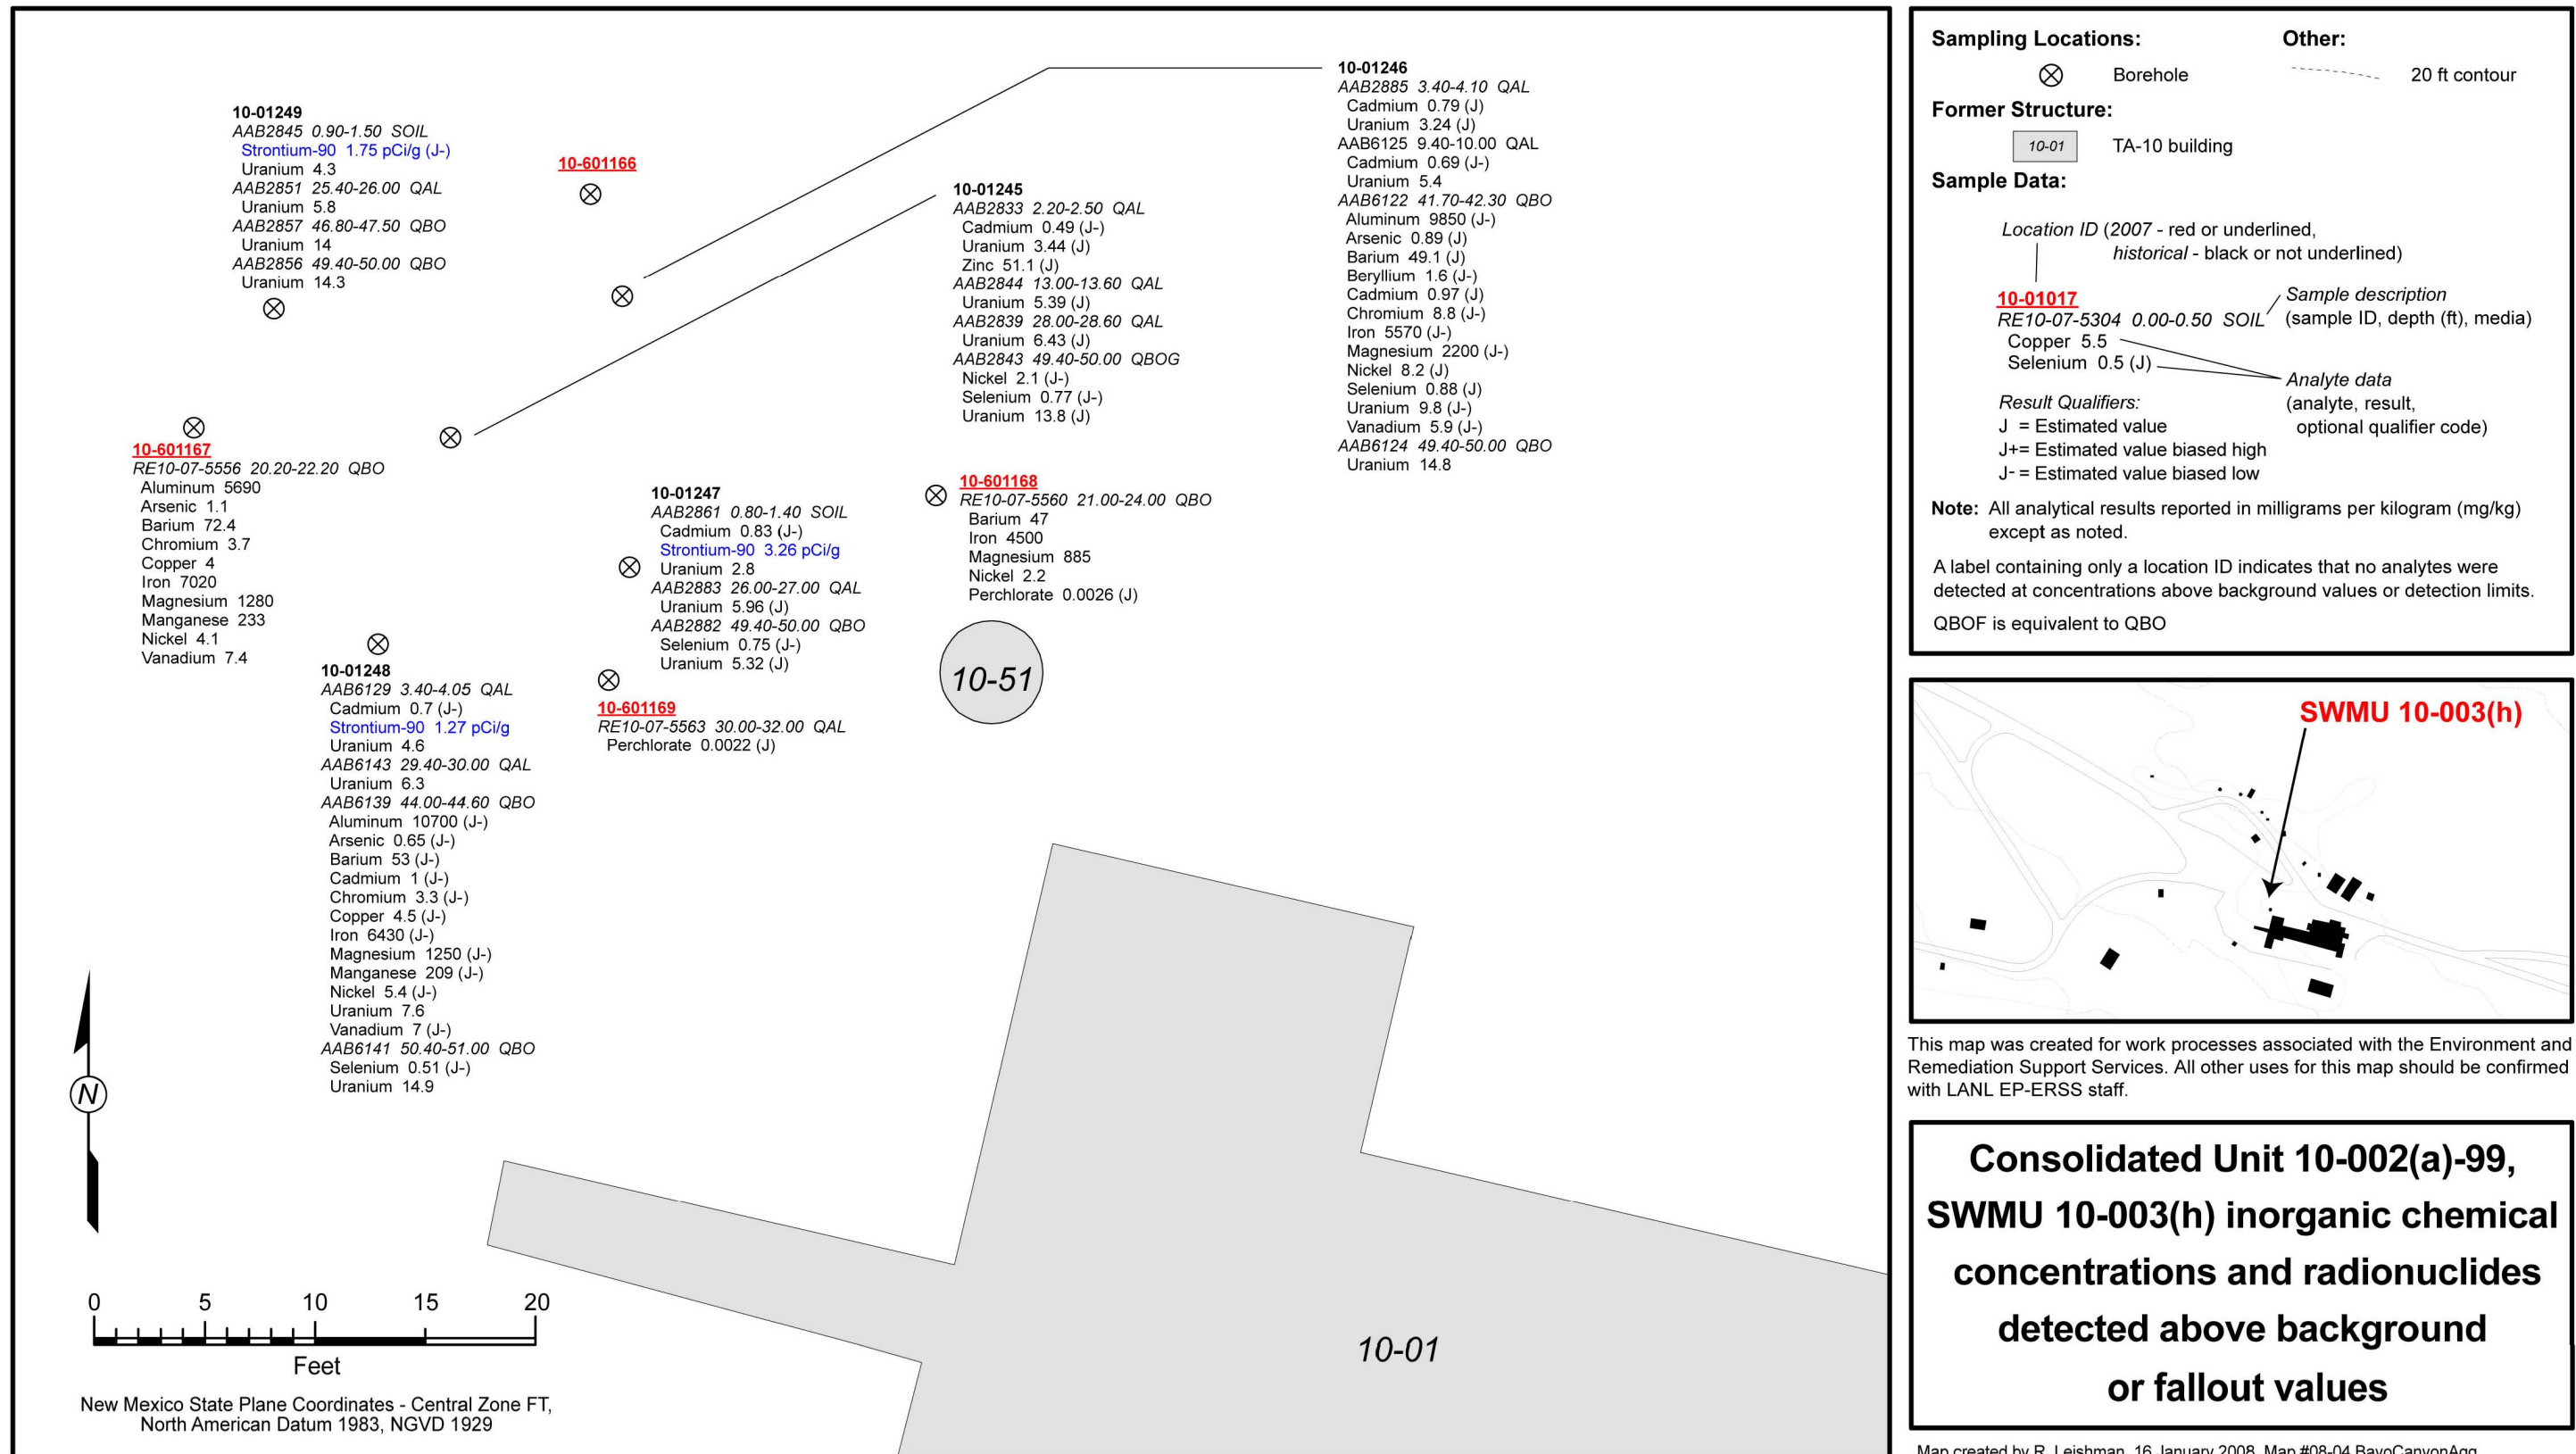 10-01249
AAB2845 0.90-1.50 SOIL
Strontium-90 1.75 pCi/g (J-)
Uranium 4.3
AAB2851 25.40-26.00 QAL
Uranium 5.8
AAB2857 46.80-47.50 QBO
Uranium 14
AAB2856 49.40-50.00 QBO
Uranium 14.3
10-601166
10-01246
AAB2885 3.40-4.10 QAL
Cadmium 0.79 (J)
Uranium 3.24 (J)
AAB6125 9.40-10.00 QAL
Cadmium 0.69 (J-)
Uranium 5.4
AAB6122 41.70-42.30 QBO
Aluminum 9850 (J-)
Arsenic 0.89 (J)
Barium 49.1 (J)
Beryllium 1.6 (J-)
Cadmium 0.97 (J)
Chromium 8.8 (J-)
Iron 5570 (J-)
Magnesium 2200 (J-)
Nickel 8.2 (J)
Selenium 0.88 (J)
Uranium 9.8 (J-)
Vanadium 5.9 (J-)
AAB6124 49.40-50.00 QBO
Uranium 14.8
10-01245
AAB2833 2.20-2.50 QAL
Cadmium 0.49 (J-)
Uranium 3.44 (J)
Zinc 51.1 (J)
AAB2844 13.00-13.60 QAL
Uranium 5.39 (J)
AAB2839 28.00-28.60 QAL
Uranium 6.43 (J)
AAB2843 49.40-50.00 QBOG
Nickel 2.1 (J-)
Selenium 0.77 (J-)
Uranium 13.8 (J)
10-601167
RE10-07-5556 20.20-22.20 QBO
Aluminum 5690
Arsenic 1.1
Barium 72.4
Chromium 3.7
Copper 4
Iron 7020
Magnesium 1280
Manganese 233
Nickel 4.1
Vanadium 7.4
10-01247
AAB2861 0.80-1.40 SOIL
Cadmium 0.83 (J-)
Strontium-90 3.26 pCi/g
Uranium 2.8
AAB2883 26.00-27.00 QAL
Uranium 5.96 (J)
AAB2882 49.40-50.00 QBO
Selenium 0.75 (J-)
Uranium 5.32 (J)
10-601168
RE10-07-5560 21.00-24.00 QBO
Barium 47
Iron 4500
Magnesium 885
Nickel 2.2
Perchlorate 0.0026 (J)
10-51
10-01248
AAB6129 3.40-4.05 QAL
Cadmium 0.7 (J-)
Strontium-90 1.27 pCi/g
Uranium 4.6
AAB6143 29.40-30.00 QAL
Uranium 6.3
AAB6139 44.00-44.60 QBO
Aluminum 10700 (J-)
Arsenic 0.65 (J-)
Barium 53 (J-)
Cadmium 1 (J-)
Chromium 3.3 (J-)
Copper 4.5 (J-)
Iron 6430 (J-)
Magnesium 1250 (J-)
Manganese 209 (J-)
Nickel 5.4 (J-)
Uranium 7.6
Vanadium 7 (J-)
AAB6141 50.40-51.00 QBO
Selenium 0.51 (J-)
Uranium 14.9
10-601169
RE10-07-5563 30.00-32.00 QAL
Perchlorate 0.0022 (J)
N
0 5 10 15 20
Feet
New Mexico State Plane Coordinates - Central Zone FT,
North American Datum 1983, NGVD 1929
10-01
Sampling Locations:
Borehole
Other:
20 ft contour
Former Structure:
10-01 TA-10 building
Sample Data:
Location ID (2007 - red or underlined,
historical - black or not underlined)
10-01017
RE10-07-5304 0.00-0.50 SOIL
Copper 5.5
Selenium 0.5 (J)
Sample description
(sample ID, depth (ft), media)
Analyte data
(analyte, result,
optional qualifier code)
Result Qualifiers:
J = Estimated value
J+= Estimated value biased high
J- = Estimated value biased low
Note: All analytical results reported in milligrams per kilogram (mg/kg)
except as noted.
A label containing only a location ID indicates that no analytes were
detected at concentrations above background values or detection limits.
QBOF is equivalent to QBO
SWMU 10-003(h)
This map was created for work processes associated with the Environment and
Remediation Support Services. All other uses for this map should be confirmed
with LANL EP-ERSS staff.
Consolidated Unit 10-002(a)-99,
SWMU 10-003(h) inorganic chemical
concentrations and radionuclides
detected above background
or fallout values
Map created by R. Leishman, 16 January 2008, Map #08-04 BayoCanyonAgg